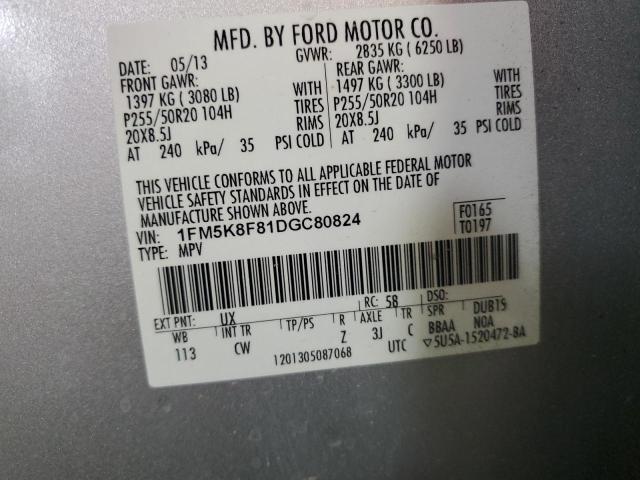 MFD. BY FORD MOTOR CO.
DATE: 05/13 GVWR: 2835 KG ( 6250 LB)
FRONT GAWR: REAR GAWR:
1397 KG ( 3080 LB) WITH 1497 KG ( 3300 LB) WITH
P255/50R20 104H TIRES P255/50R20 104H TIRES
20X8.5J RIMS 20X8.5J RIMS
AT 240 kPa/ 35 PSI COLD AT 240 kPa/ 35 PSI COLD
THIS VEHICLE CONFORMS TO ALL APPLICABLE FEDERAL MOTOR
VEHICLE SAFETY STANDARDS IN EFFECT ON THE DATE OF
MANUFACTURE SHOWN ABOVE.
VIN: 1FM5K8F81DGC80824 F0165
TYPE: MPV T0197
EXT PNT: UX RC: 58 DSO:
WB INT TR TP/PS R AXLE TR SPR DUBTS
113 CW Z 3J C BBAA NOA
1201305087068 UTC ▽5U5A-1520472-BA